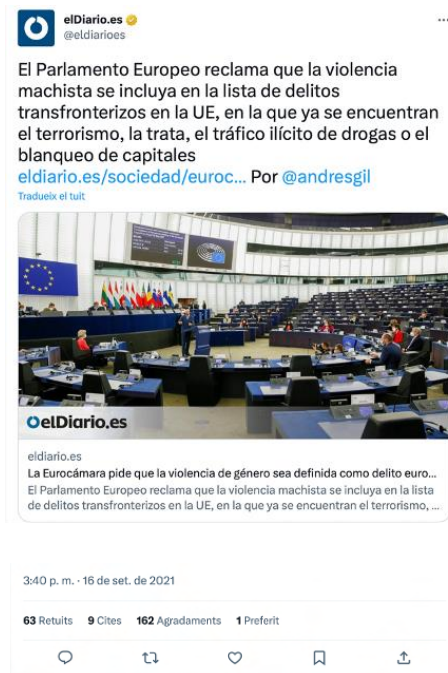 elDiario.es
@eldiarioes
El Parlamento Europeo reclama que la violencia
machista se incluya en la lista de delitos
transfronterizos en la UE, en la que ya se encuentran
el terrorismo, la trata, el tráfico ilícito de drogas o el
blanqueo de capitales
eldiario.es/sociedad/euroc... Por @andresgil
Tradueix el tuit
elDiario.es
eldiario.es
La Eurocámara pide que la violencia de género sea definida como delito euro...
El Parlamento Europeo reclama que la violencia machista se incluya en la lista
de delitos transfronterizos en la UE, en la que ya se encuentran el terrorismo, ...
3:40 p. m. · 16 de set. de 2021
63 Retuits 9 Cites 162 Agradaments 1 Preferit